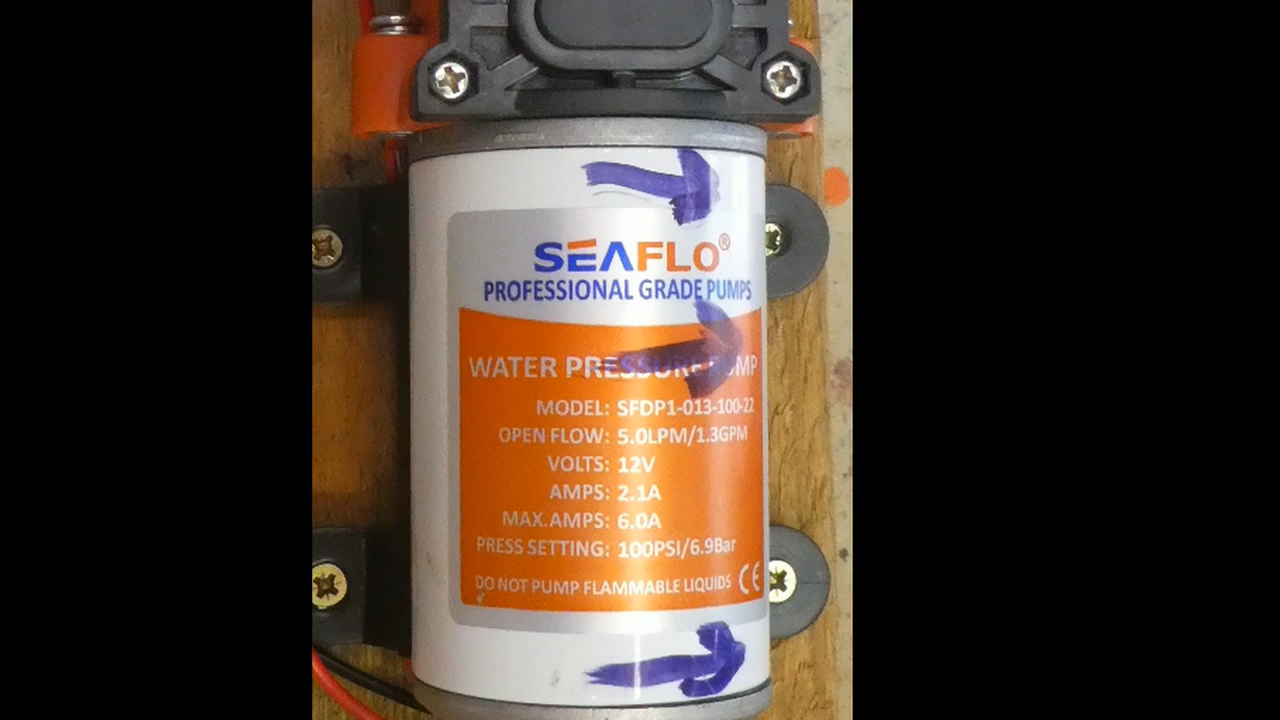 SEAFLO®
PROFESSIONAL GRADE PUMPS
WATER PRESSURE PUMP
MODEL: SFDP1-013-100-22
OPEN FLOW: 5.0LPM/1.3GPM
VOLTS: 12V
AMPS: 2.1A
MAX.AMPS: 6.0A
PRESS SETTING: 100PSI/6.9Bar
DO NOT PUMP FLAMMABLE LIQUIDS CE